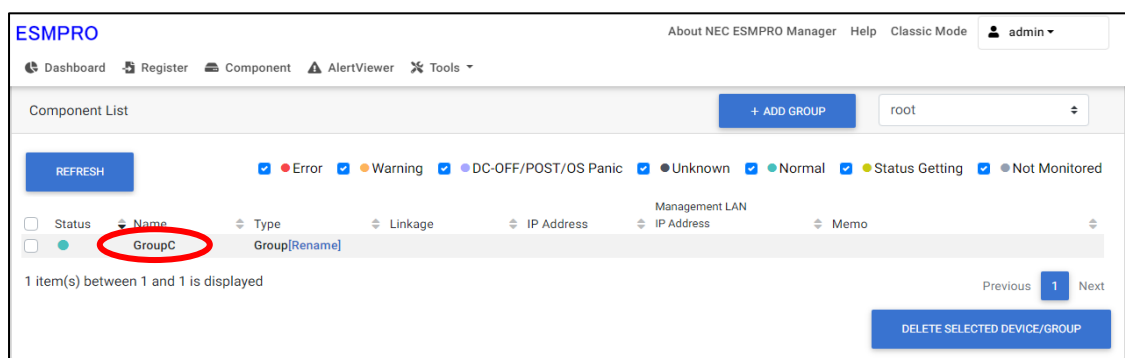 ESMPRO
About NEC ESMPRO Manager Help Classic Mode admin
Dashboard Register Component AlertViewer Tools
Component List
+ ADD GROUP
root
REFRESH
Error Warning DC-OFF/POST/OS Panic Unknown Normal Status Getting Not Monitored
Status Name Type Linkage IP Address Management LAN IP Address Memo
GroupC Group[Rename]
1 item(s) between 1 and 1 is displayed
Previous 1 Next
DELETE SELECTED DEVICE/GROUP